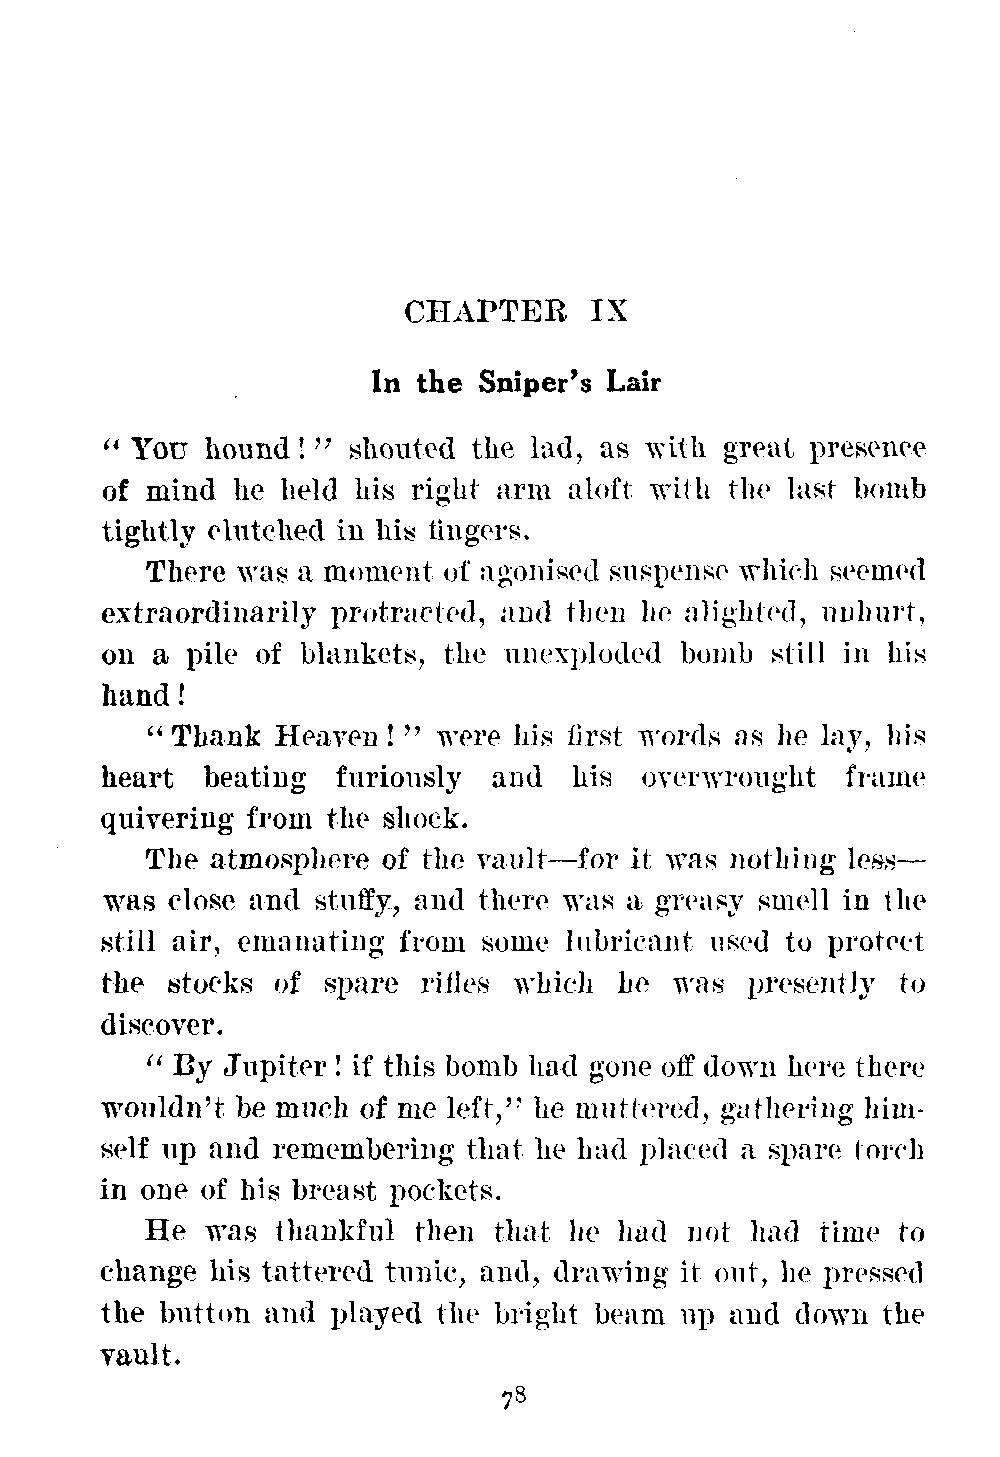 CHAPTER IX
In the Sniper's Lair
“ You hound ! ” shouted the lad, as with great presence
of mind he held his right arm aloft with the last bomb
tightly clutched in his fingers.
There was a moment of agonised suspense which seemed
extraordinarily protracted, and then he alighted, unhurt,
on a pile of blankets, the unexploded bomb still in his
hand !
“ Thank Heaven ! ” were his first words as he lay, his
heart beating furiously and his overwrought frame
quivering from the shock.
The atmosphere of the vault—for it was nothing less—
was close and stuffy, and there was a greasy smell in the
still air, emanating from some lubricant used to protect
the stocks of spare rifles which he was presently to
discover.
“ By Jupiter ! if this bomb had gone off down here there
wouldn't be much of me left,” he muttered, gathering him-
self up and remembering that he had placed a spare torch
in one of his breast pockets.
He was thankful then that he had not had time to
change his tattered tunic, and, drawing it out, he pressed
the button and played the bright beam up and down the
vault.
78